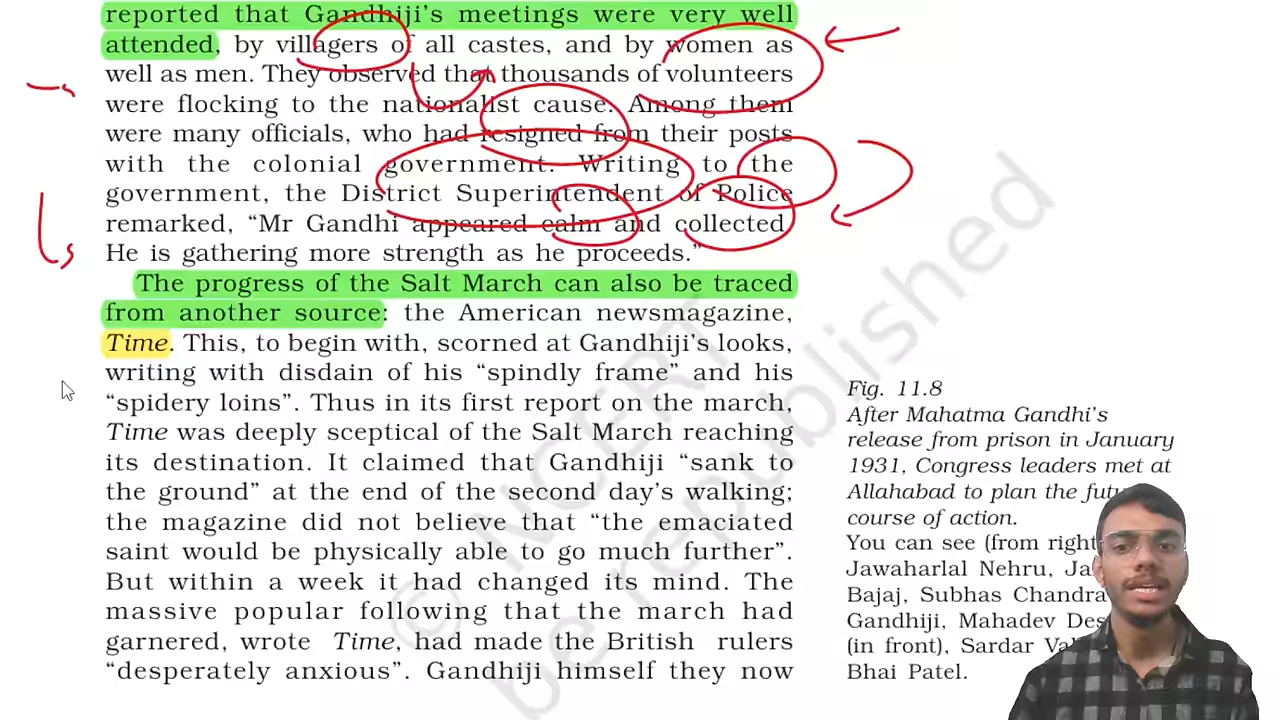 reported that Gandhiji’s meetings were very well
attended, by villagers of all castes, and by women as
well as men. They observed that thousands of volunteers
were flocking to the nationalist cause. Among them
were many officials, who had resigned from their posts
with the colonial government. Writing to the
government, the District Superintendent of Police
remarked, “Mr Gandhi appeared calm and collected.
He is gathering more strength as he proceeds.”
The progress of the Salt March can also be traced
from another source: the American newsmagazine,
Time. This, to begin with, scorned at Gandhiji’s looks,
writing with disdain of his “spindly frame” and his
“spidery loins”. Thus in its first report on the march,
Time was deeply sceptical of the Salt March reaching
its destination. It claimed that Gandhiji “sank to
the ground” at the end of the second day’s walking;
the magazine did not believe that “the emaciated
saint would be physically able to go much further”.
But within a week it had changed its mind. The
massive popular following that the march had
garnered, wrote Time, had made the British rulers
“desperately anxious”. Gandhiji himself they now
Fig. 11.8
After Mahatma Gandhi’s
release from prison in January
1931, Congress leaders met at
Allahabad to plan the
course of action.
You can see (from right
Jawaharlal Nehru,
Bajaj, Subhas Chandra
Gandhiji, Mahadev
(in front), Sardar
Bhai Patel.
© NCERT
be republished